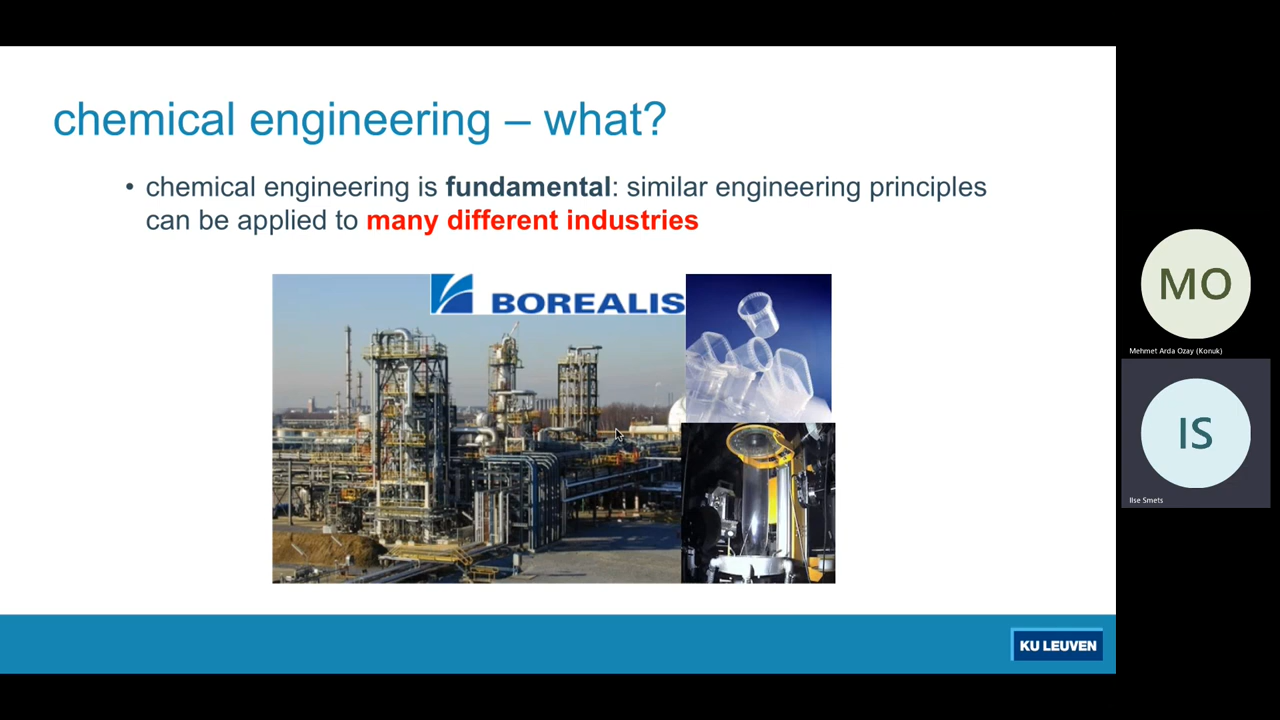 chemical engineering – what?
• chemical engineering is fundamental: similar engineering principles
can be applied to many different industries
BOREALIS
MO
Mehmet Arda Ozay (Konuk)
IS
Ilse Smets
KU LEUVEN